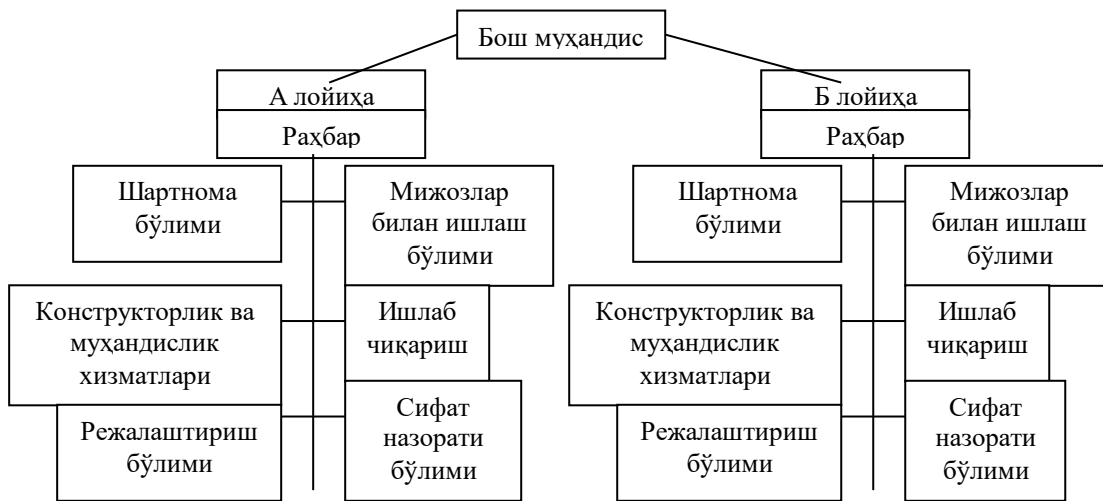 Бош муҳандис
А лойиҳа
Раҳбар
Шартнома
бўлими
Мижозлар
билан ишлаш
бўлими
Конструкторлик ва
муҳандислик
хизматлари
Ишлаб
чиқариш
Режалаштириш
бўлими
Сифат
назорати
бўлими
Б лойиҳа
Раҳбар
Шартнома
бўлими
Мижозлар
билан ишлаш
бўлими
Конструкторлик ва
муҳандислик
хизматлари
Ишлаб
чиқариш
Режалаштириш
бўлими
Сифат
назорати
бўлими